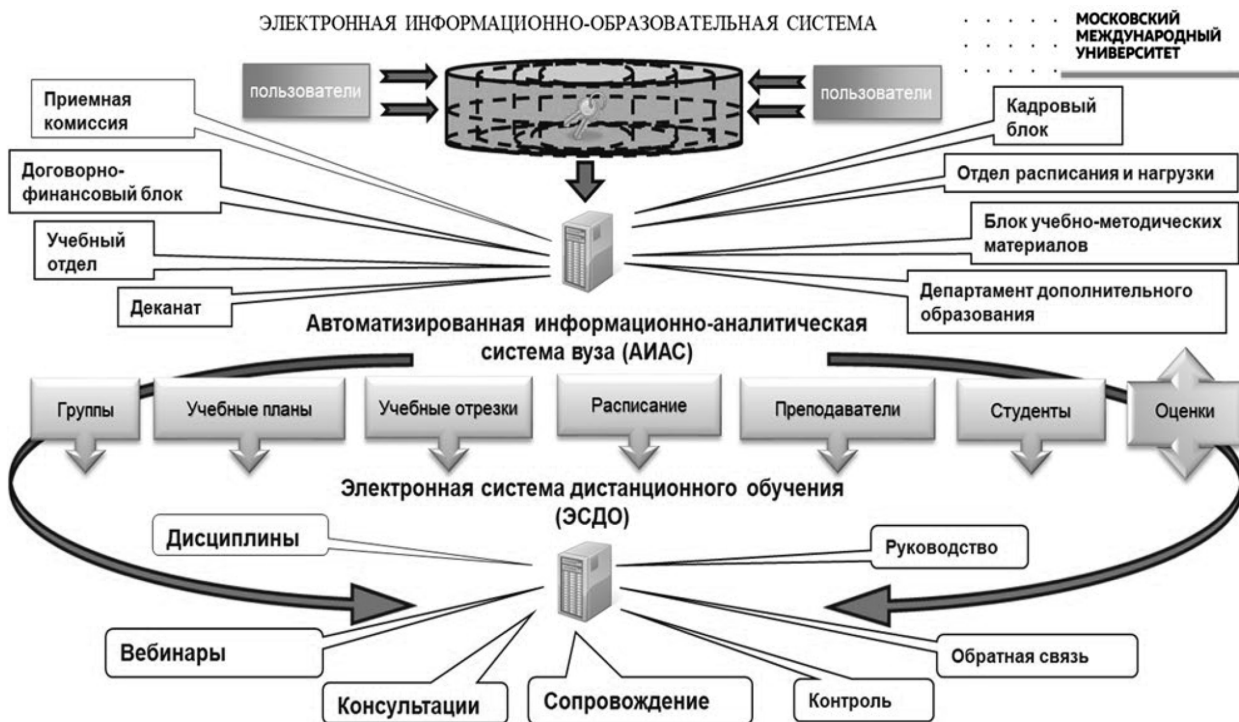 ЭЛЕКТРОННАЯ ИНФОРМАЦИОННО-ОБРАЗОВАТЕЛЬНАЯ СИСТЕМА
МОСКОВСКИЙ
МЕЖДУНАРОДНЫЙ
УНИВЕРСИТЕТ
пользователи
пользователи
Приемная
комиссия
Кадровый
блок
Договорно-
финансовый блок
Отдел расписания и нагрузки
Учебный
отдел
Блок учебно-методических
материалов
Деканат
Департамент дополнительного
образования
Автоматизированная информационно-аналитическая
система вуза (АИАС)
Группы
Учебные планы
Учебные отрезки
Расписание
Преподаватели
Студенты
Оценки
Электронная система дистанционного обучения
(ЭСДО)
Дисциплины
Руководство
Вебинары
Обратная связь
Консультации
Сопровождение
Контроль